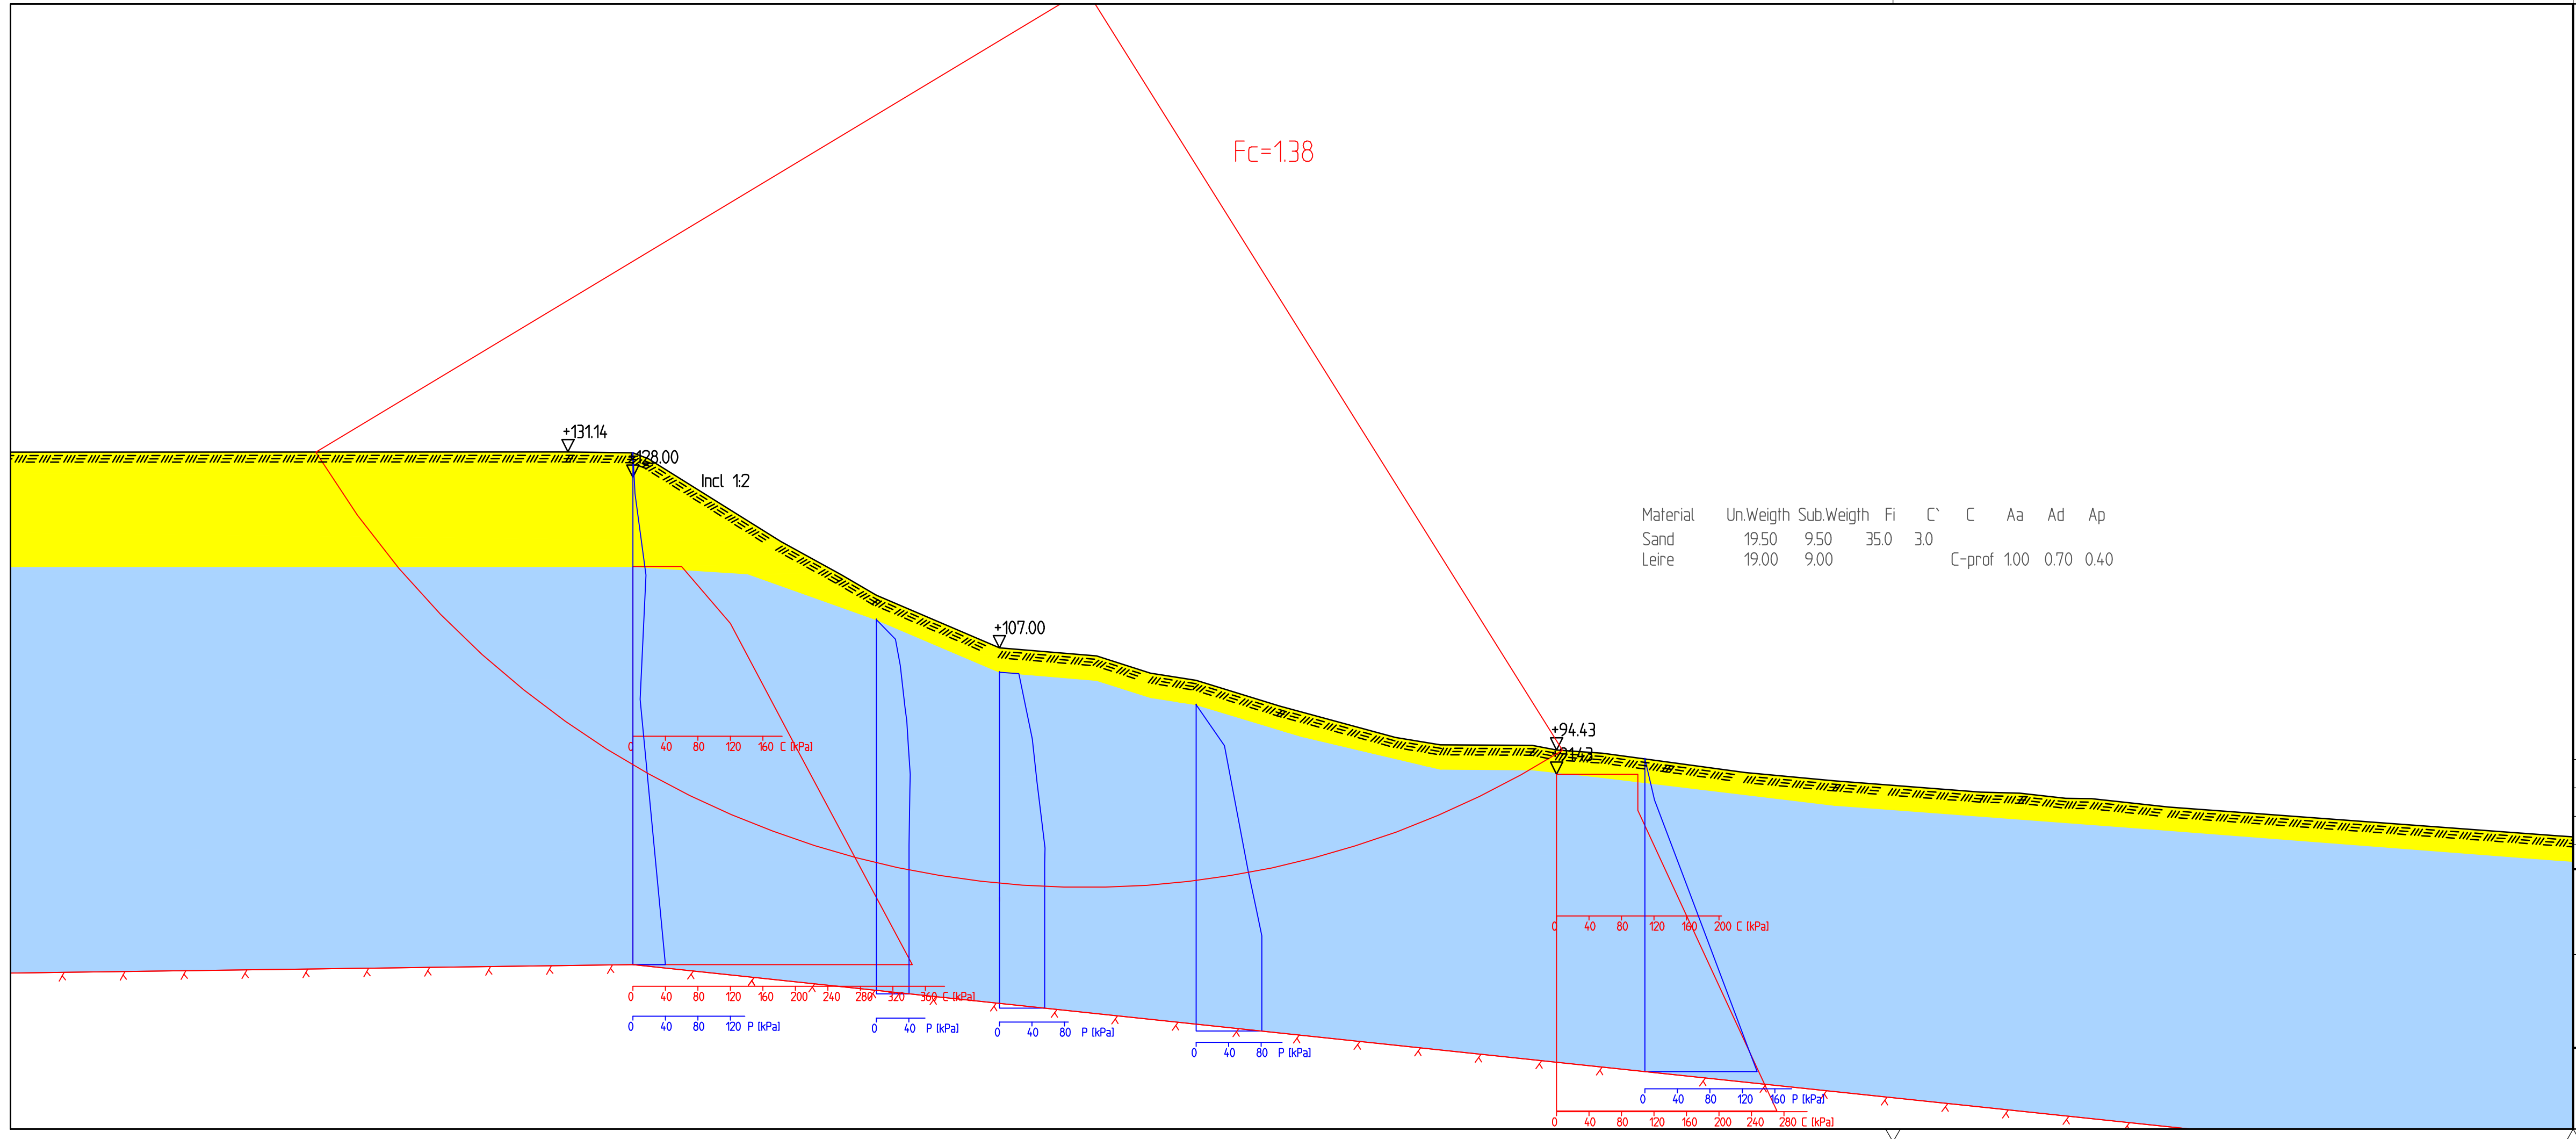 Fc=1.38
+131.14
+128.00
Incl 1:2
Material Un.Weigth Sub.Weigth Fi C` C Aa Ad Ap
Sand 19.50 9.50 35.0 3.0
Leire 19.00 9.00 C-prof 1.00 0.70 0.40
+107.00
+94.43
+91.43
0 40 80 120 160 C [kPa]
0 40 80 120 160 200 C [kPa]
0 40 80 120 160 200 240 280 320 360 C [kPa]
0 40 80 120 P [kPa]
0 40 P [kPa]
0 40 80 P [kPa]
0 40 80 P [kPa]
0 40 80 120 160 P [kPa]
0 40 80 120 160 200 240 280 C [kPa]